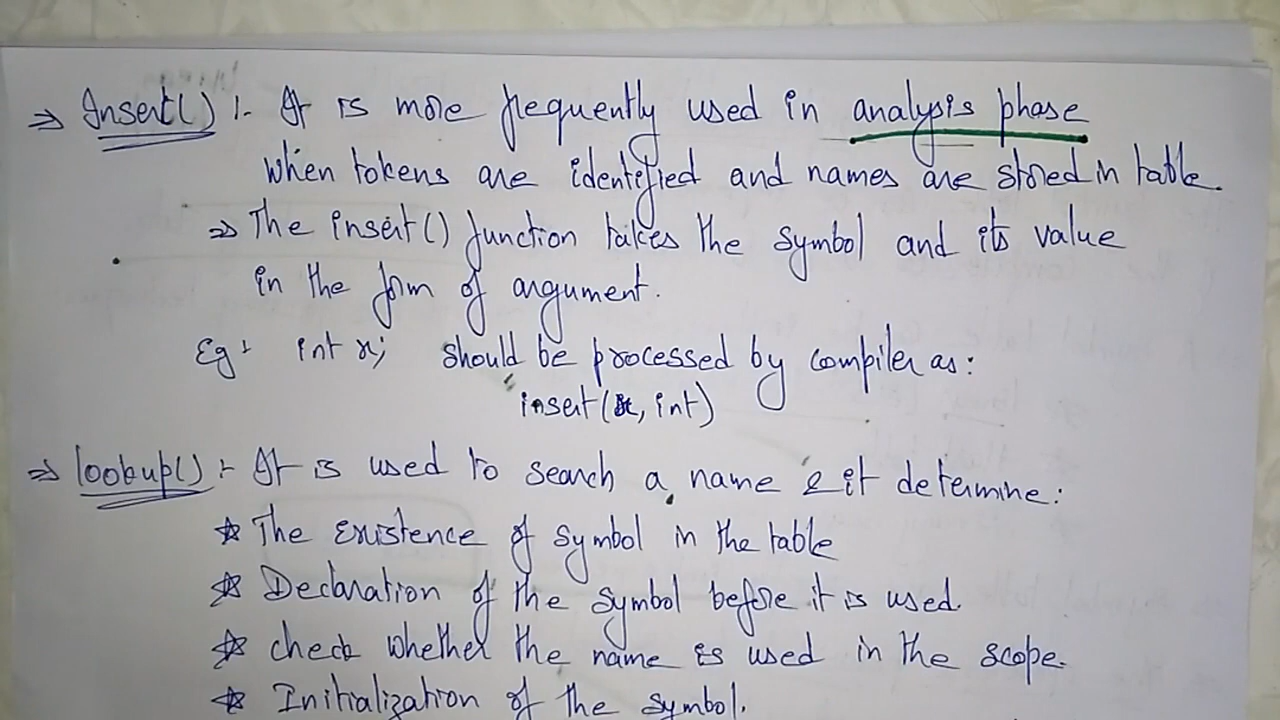 ⇒ Insert() :- It is more frequently used in analysis phase
when tokens are identified and names are stored in table.
⇒ The insert() function takes the symbol and its value
in the form of argument.
Eg:- int x; should be processed by compiler as:
insert(x, int)
⇒ lookup() :- It is used to search a name & it determine:
☆ The Existence of symbol in the table
☆ Declaration of the symbol before it is used.
☆ check whether the name is used in the scope.
☆ Initialization of the symbol.